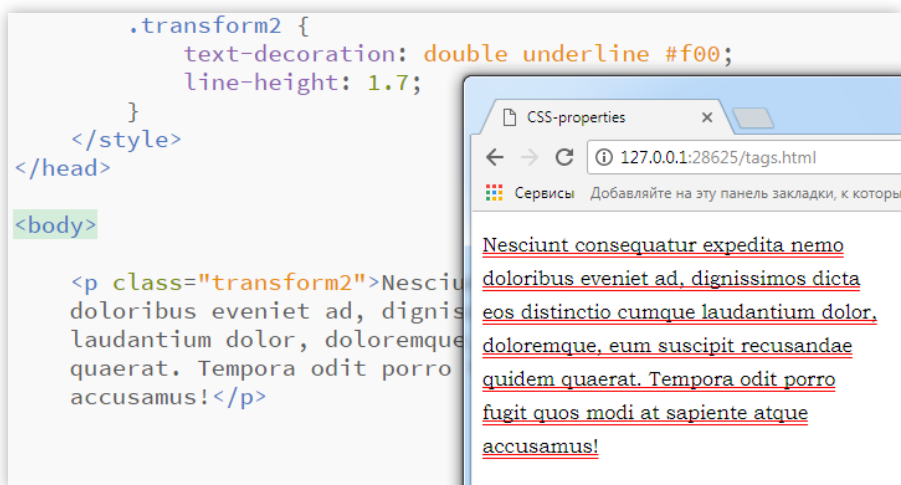 .transform2 {
text-decoration: double underline #f00;
line-height: 1.7;
}
</style>
</head>
<body>
<p class="transform2">Nesciu
doloribus eveniet ad, dignis
laudantium dolor, doloremque
quaerat. Tempora odit porro
accusamus!</p>
CSS-properties
127.0.0.1:28625/tags.html
Сервисы Добавляйте на эту панель закладки, к которы
Nesciunt consequatur expedita nemo
doloribus eveniet ad, dignissimos dicta
eos distinctio cumque laudantium dolor,
doloremque, eum suscipit recusandae
quidem quaerat. Tempora odit porro
fugit quos modi at sapiente atque
accusamus!